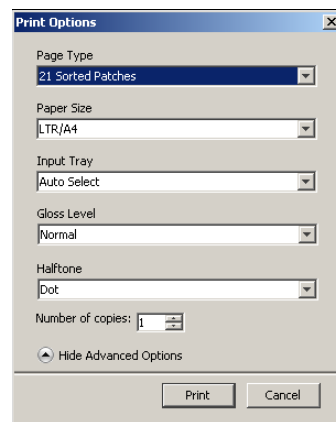 Print Options
Page Type
21 Sorted Patches
Paper Size
LTR/A4
Input Tray
Auto Select
Gloss Level
Normal
Halftone
Dot
Number of copies: 1
Hide Advanced Options
Print Cancel